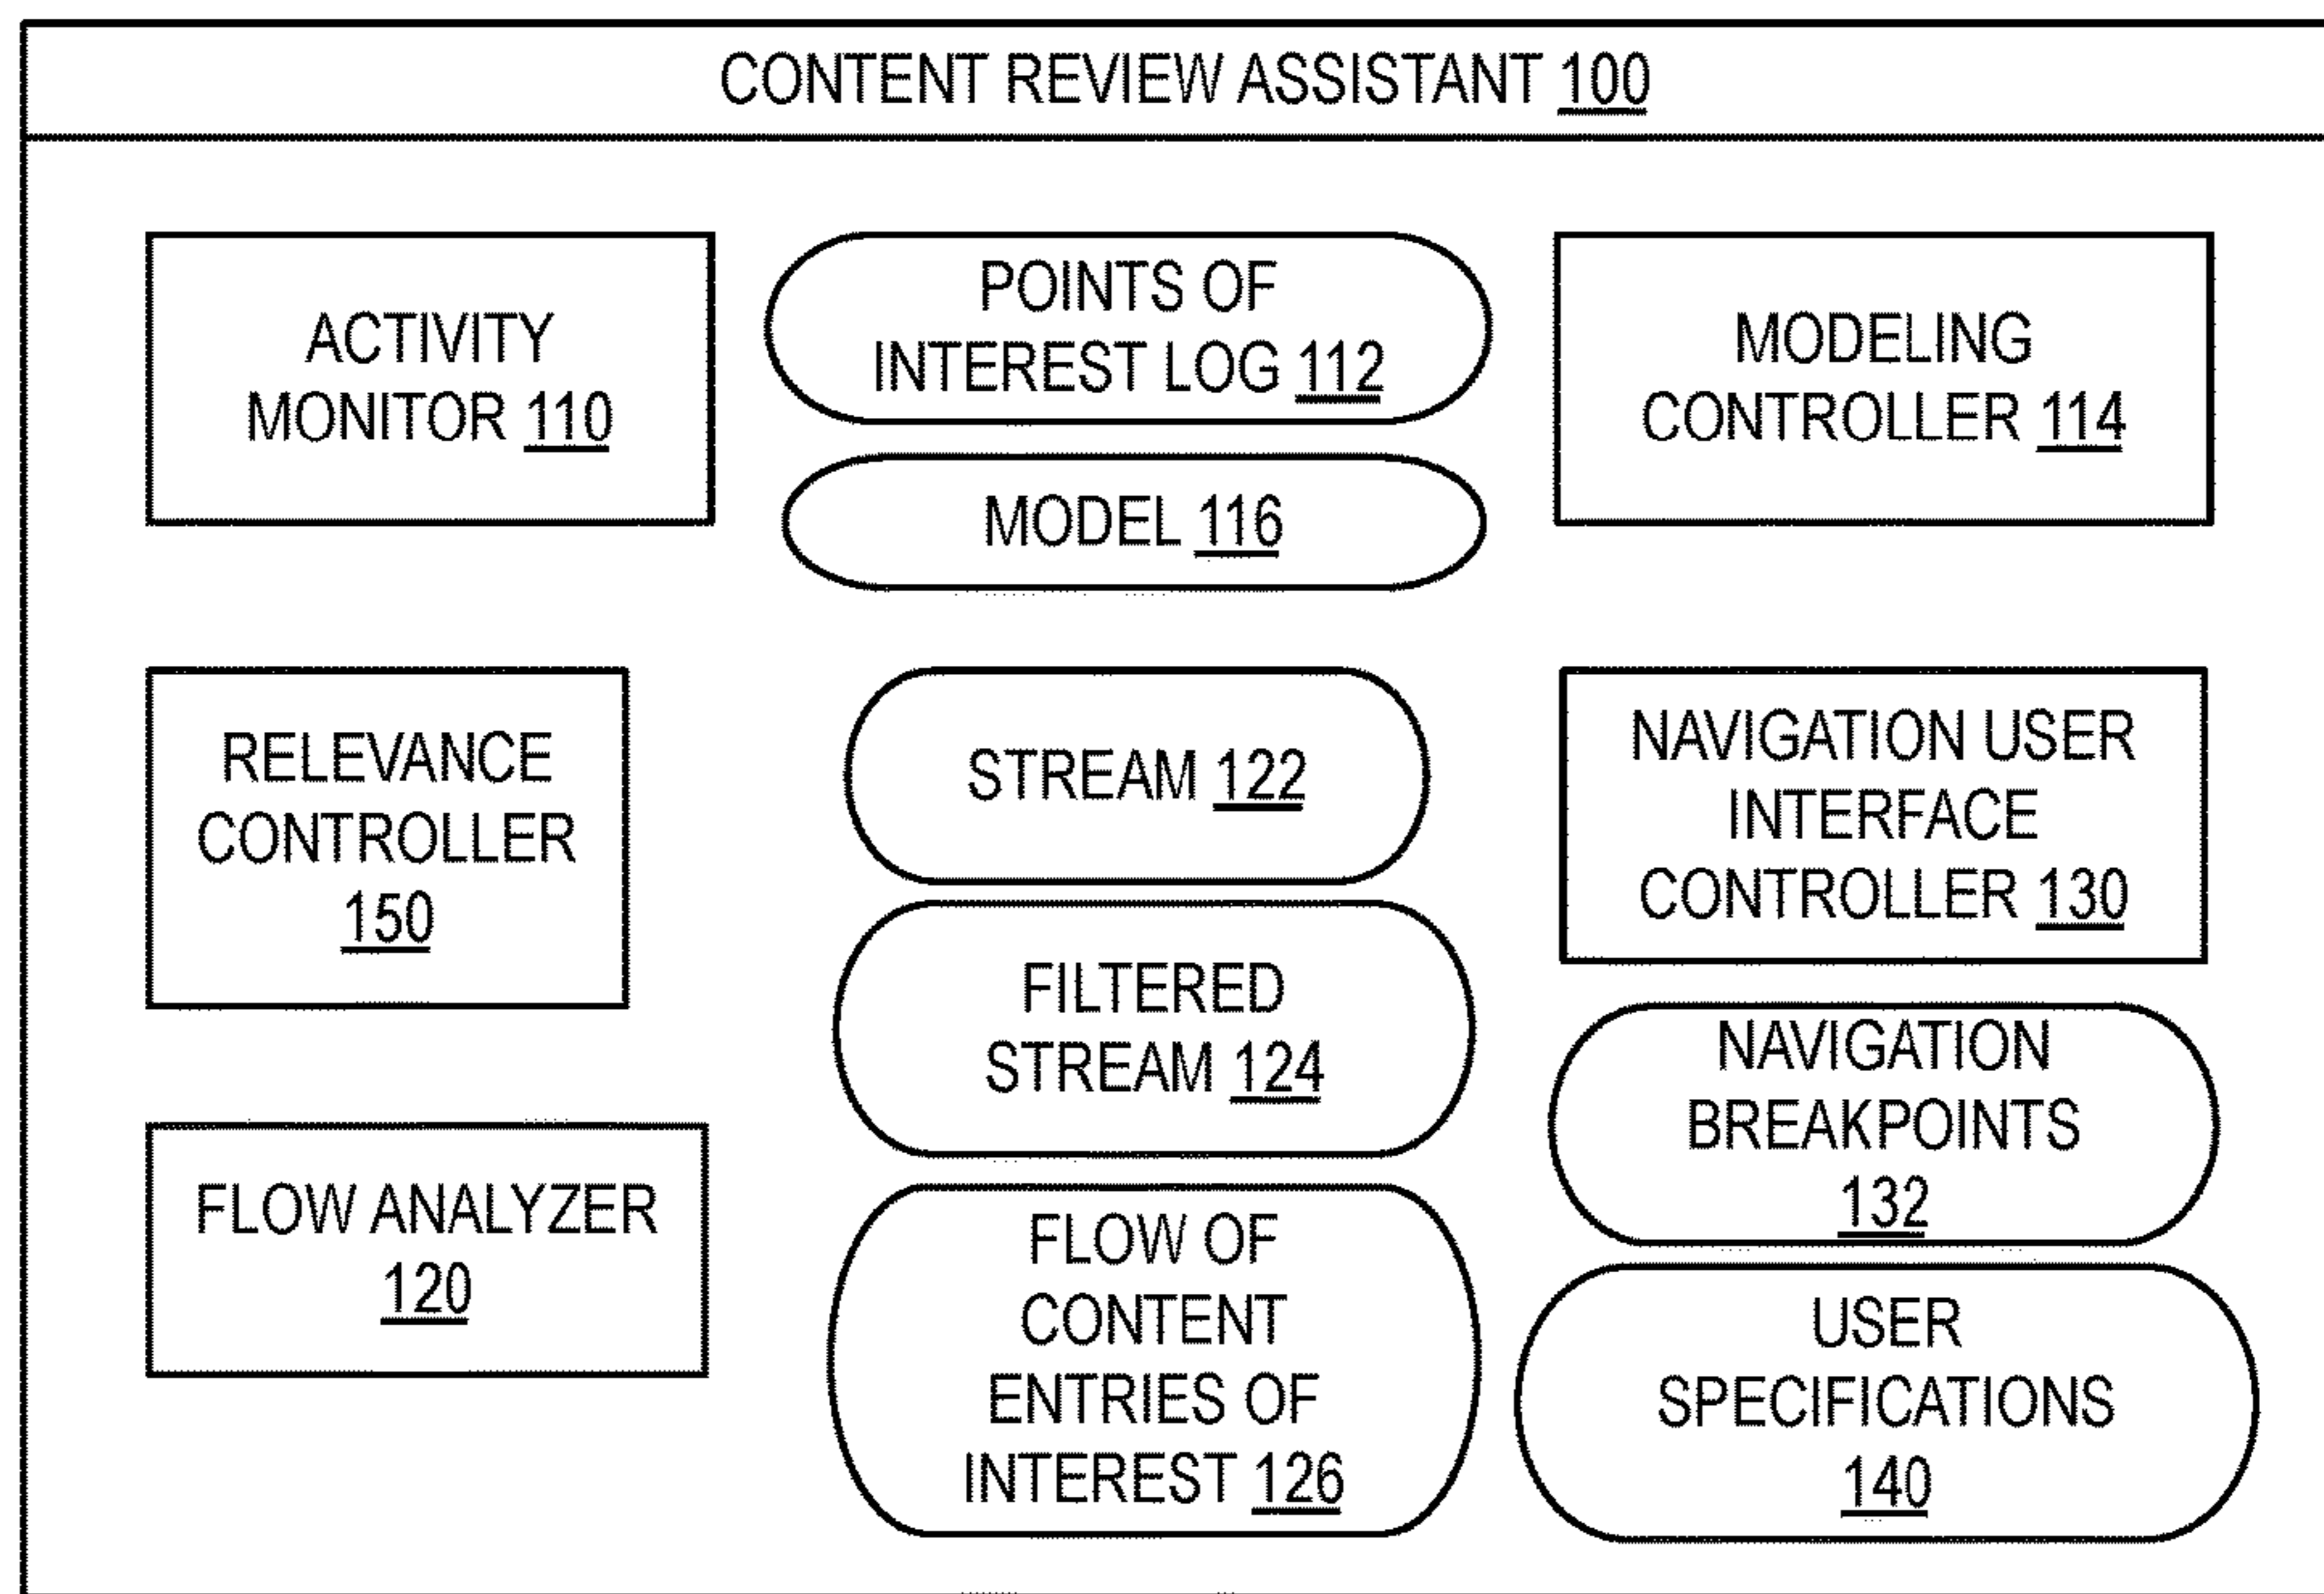 CONTENT REVIEW ASSISTANT 100
ACTIVITY
MONITOR 110
POINTS OF
INTEREST LOG 112
MODEL 116
MODELING
CONTROLLER 114
RELEVANCE
CONTROLLER
150
STREAM 122
FILTERED
STREAM 124
NAVIGATION USER
INTERFACE
CONTROLLER 130
NAVIGATION
BREAKPOINTS
132
FLOW ANALYZER
120
FLOW OF
CONTENT
ENTRIES OF
INTEREST 126
USER
SPECIFICATIONS
140